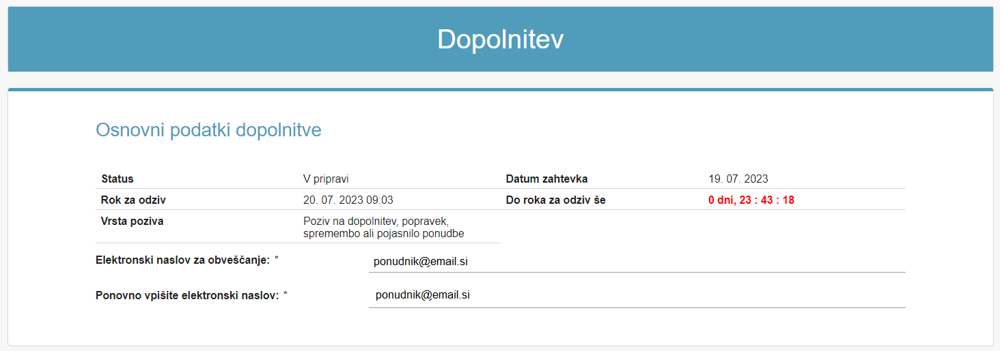 Dopolnitev
Osnovni podatki dopolnitve
Status V pripravi Datum zahtevka 19. 07. 2023
Rok za odziv 20. 07. 2023 09:03 Do roka za odziv še 0 dni, 23 : 43 : 18
Vrsta poziva Poziv na dopolnitev, popravek,
spremembo ali pojasnilo ponudbe
Elektronski naslov za obveščanje: * ponudnik@email.si
Ponovno vpišite elektronski naslov: * ponudnik@email.si